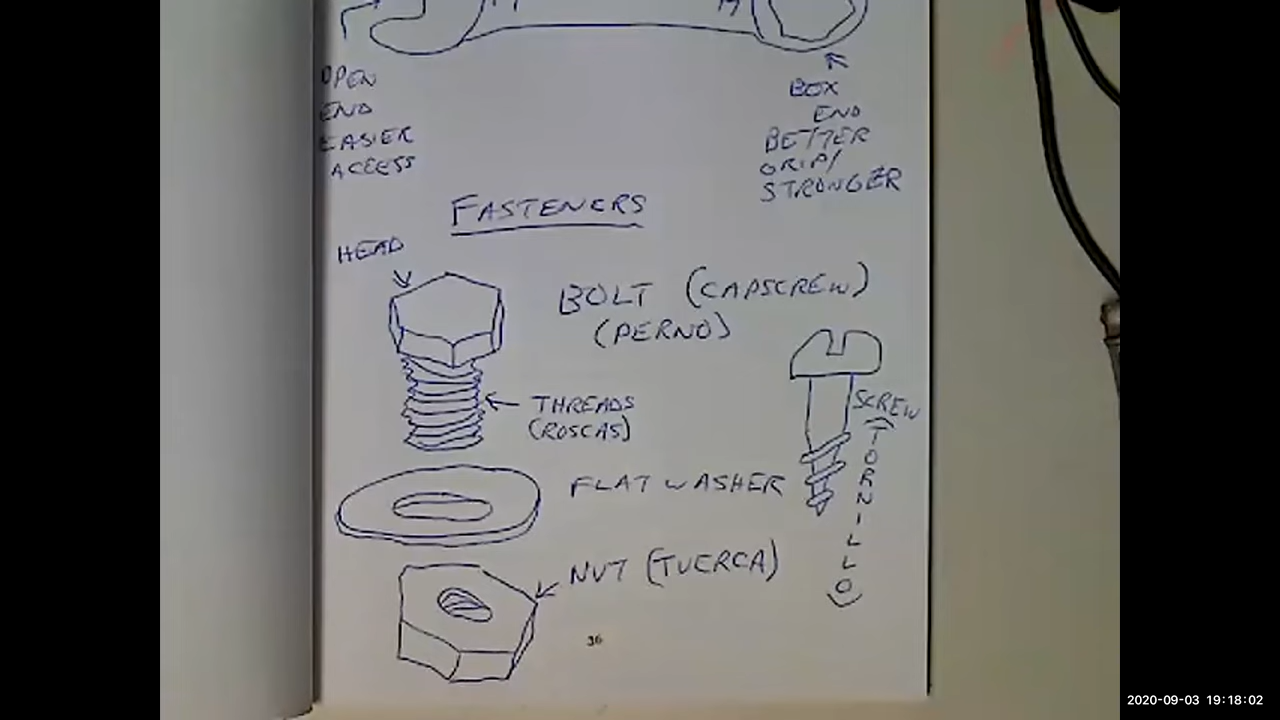 OPEN
END
EASIER
ACCESS
BOX
END
BETTER
GRIP/
STRONGER
FASTENERS
HEAD
BOLT (CAPSCREW)
(PERNO)
SCREW
(TORNILLO)
THREADS
(ROSCAS)
FLAT WASHER
NUT (TUERCA)
36
2020-09-03 19:18:02